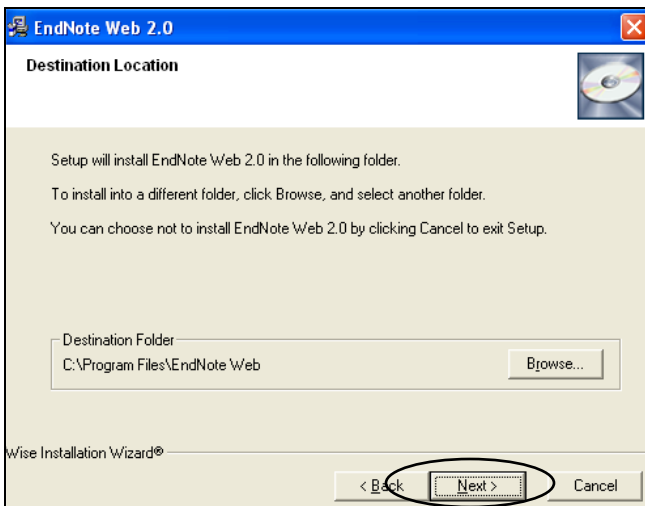 EndNote Web 2.0
Destination Location
Setup will install EndNote Web 2.0 in the following folder.
To install into a different folder, click Browse, and select another folder.
You can choose not to install EndNote Web 2.0 by clicking Cancel to exit Setup.
Destination Folder
C:\Program Files\EndNote Web
Browse...
Wise Installation Wizard®
< Back Next > Cancel